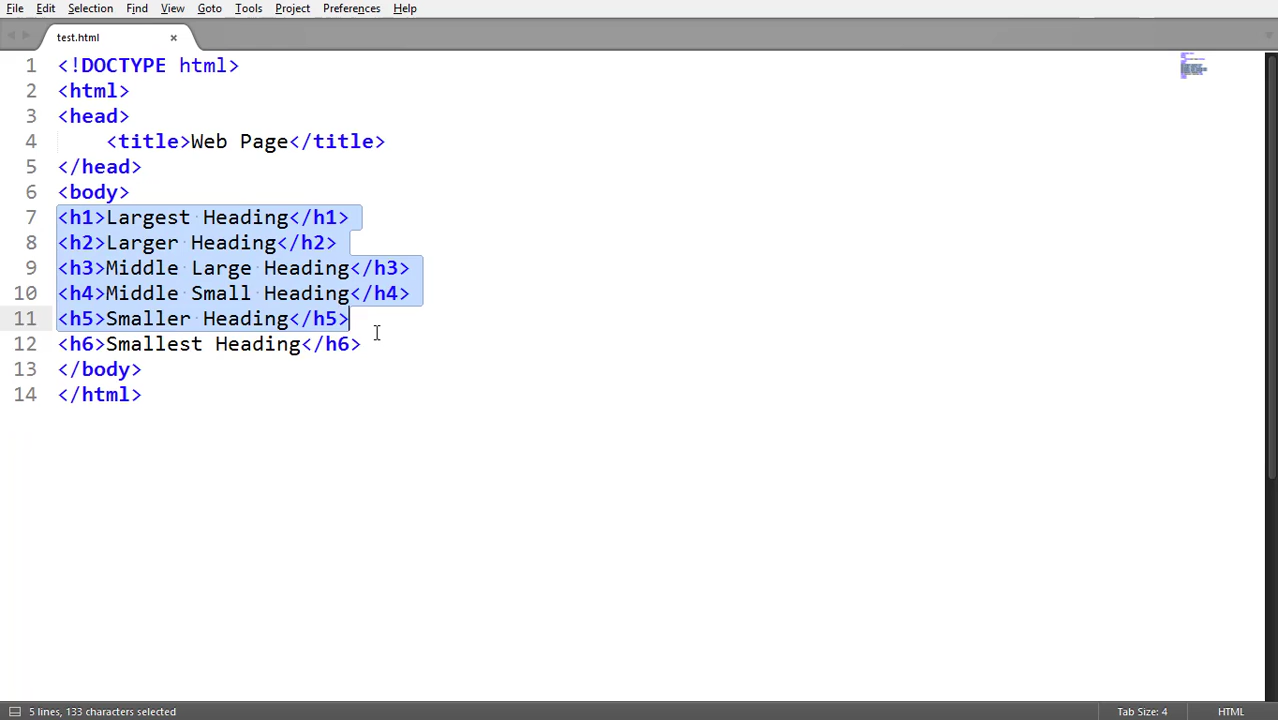 File Edit Selection Find View Goto Tools Project Preferences Help
test.html ×
1 <!DOCTYPE html>
2 <html>
3 <head>
4     <title>Web Page</title>
5 </head>
6 <body>
7 <h1>Largest Heading</h1>
8 <h2>Larger Heading</h2>
9 <h3>Middle Large Heading</h3>
10 <h4>Middle Small Heading</h4>
11 <h5>Smaller Heading</h5>
12 <h6>Smallest Heading</h6>
13 </body>
14 </html>
5 lines, 133 characters selected Tab Size: 4 HTML